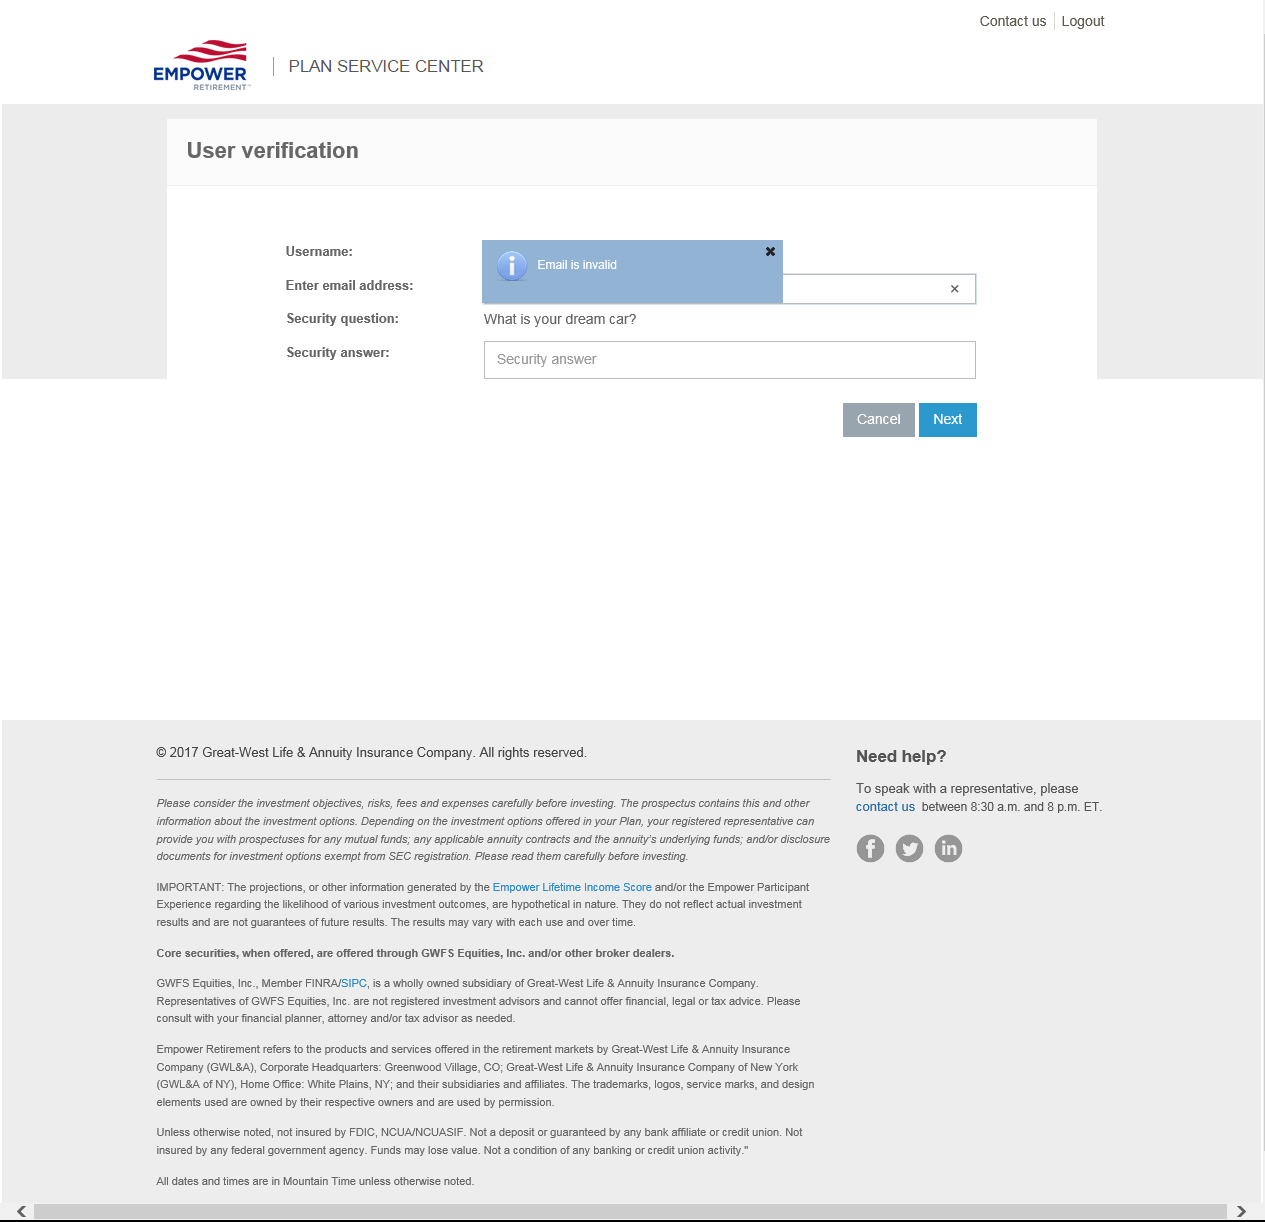 Contact us Logout
EMPOWER
RETIREMENT™
PLAN SERVICE CENTER
User verification
Username:
Email is invalid
Enter email address:
Security question: What is your dream car?
Security answer: Security answer
Cancel Next
© 2017 Great-West Life & Annuity Insurance Company. All rights reserved.
Please consider the investment objectives, risks, fees and expenses carefully before investing. The prospectus contains this and other
information about the investment options. Depending on the investment options offered in your Plan, your registered representative can
provide you with prospectuses for any mutual funds; any applicable annuity contracts and the annuity's underlying funds; and/or disclosure
documents for investment options exempt from SEC registration. Please read them carefully before investing.
IMPORTANT: The projections, or other information generated by the Empower Lifetime Income Score and/or the Empower Participant
Experience regarding the likelihood of various investment outcomes, are hypothetical in nature. They do not reflect actual investment
results and are not guarantees of future results. The results may vary with each use and over time.
Core securities, when offered, are offered through GWFS Equities, Inc. and/or other broker dealers.
GWFS Equities, Inc., Member FINRA/SIPC, is a wholly owned subsidiary of Great-West Life & Annuity Insurance Company.
Representatives of GWFS Equities, Inc. are not registered investment advisors and cannot offer financial, legal or tax advice. Please
consult with your financial planner, attorney and/or tax advisor as needed.
Empower Retirement refers to the products and services offered in the retirement markets by Great-West Life & Annuity Insurance
Company (GWL&A), Corporate Headquarters: Greenwood Village, CO; Great-West Life & Annuity Insurance Company of New York
(GWL&A of NY), Home Office: White Plains, NY; and their subsidiaries and affiliates. The trademarks, logos, service marks, and design
elements used are owned by their respective owners and are used by permission.
Unless otherwise noted, not insured by FDIC, NCUA/NCUASIF. Not a deposit or guaranteed by any bank affiliate or credit union. Not
insured by any federal government agency. Funds may lose value. Not a condition of any banking or credit union activity."
All dates and times are in Mountain Time unless otherwise noted.
Need help?
To speak with a representative, please
contact us between 8:30 a.m. and 8 p.m. ET.